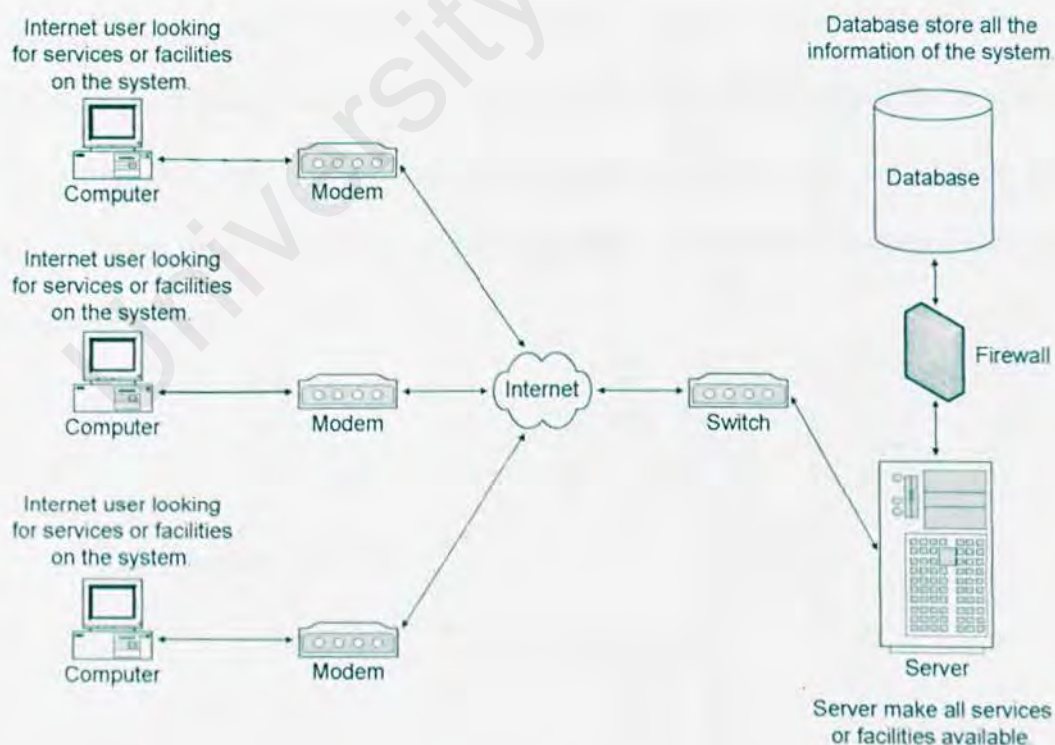 Internet user looking
for services or facilities
on the system.
Computer
Modem
Internet user looking
for services or facilities
on the system.
Computer
Modem
Internet user looking
for services or facilities
on the system.
Computer
Modem
Internet
Switch
Database store all the
information of the system.
Database
Firewall
Server
Server make all services
or facilities available.
University